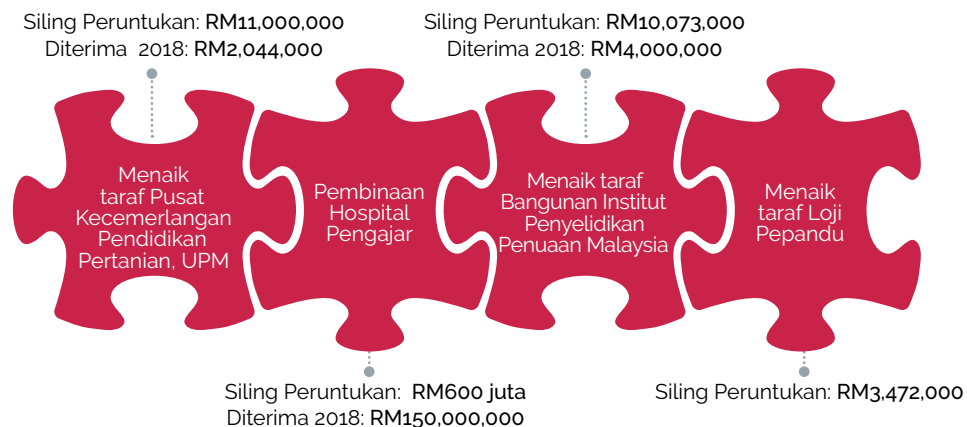 Siling Peruntukan: RM11,000,000
Diterima 2018: RM2,044,000
Siling Peruntukan: RM10,073,000
Diterima 2018: RM4,000,000
Menaik
taraf Pusat
Kecemerlangan
Pendidikan
Pertanian, UPM
Pembinaan
Hospital
Pengajar
Menaik taraf
Bangunan Institut
Penyelidikan
Penuaan Malaysia
Menaik
taraf Loji
Pepandu
Siling Peruntukan: RM600 juta
Diterima 2018: RM150,000,000
Siling Peruntukan: RM3,472,000